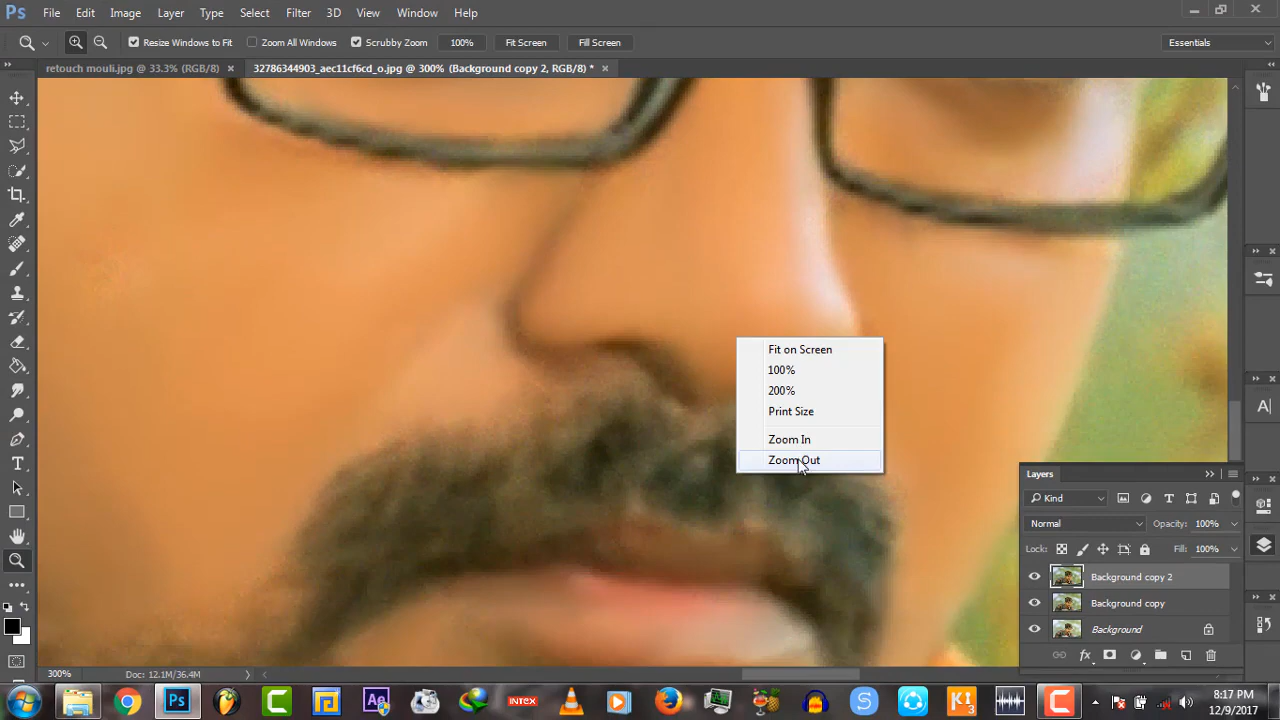 Ps File Edit Image Layer Type Select Filter 3D View Window Help
Resize Windows to Fit Zoom All Windows Scrubby Zoom 100% Fit Screen Fill Screen Essentials
retouch mouli.jpg @ 33.3% (RGB/8) × 32786344903_aec11cf6cd_o.jpg @ 300% (Background copy 2, RGB/8) * ×
Fit on Screen
100%
200%
Print Size
Zoom In
Zoom Out
Layers
Kind
Normal Opacity: 100%
Lock: Fill: 100%
Background copy 2
Background copy
Background
300% Doc: 12.1M/36.4M
Ps Ae INTEX
8:17 PM
12/9/2017